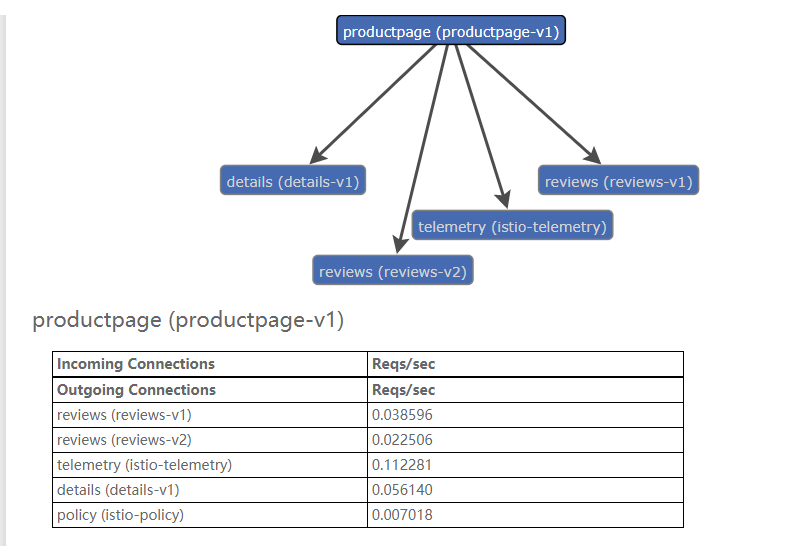 productpage (productpage-v1)
details (details-v1)
reviews (reviews-v1)
telemetry (istio-telemetry)
reviews (reviews-v2)
productpage (productpage-v1)
Incoming Connections Reqs/sec
Outgoing Connections Reqs/sec
reviews (reviews-v1) 0.038596
reviews (reviews-v2) 0.022506
telemetry (istio-telemetry) 0.112281
details (details-v1) 0.056140
policy (istio-policy) 0.007018